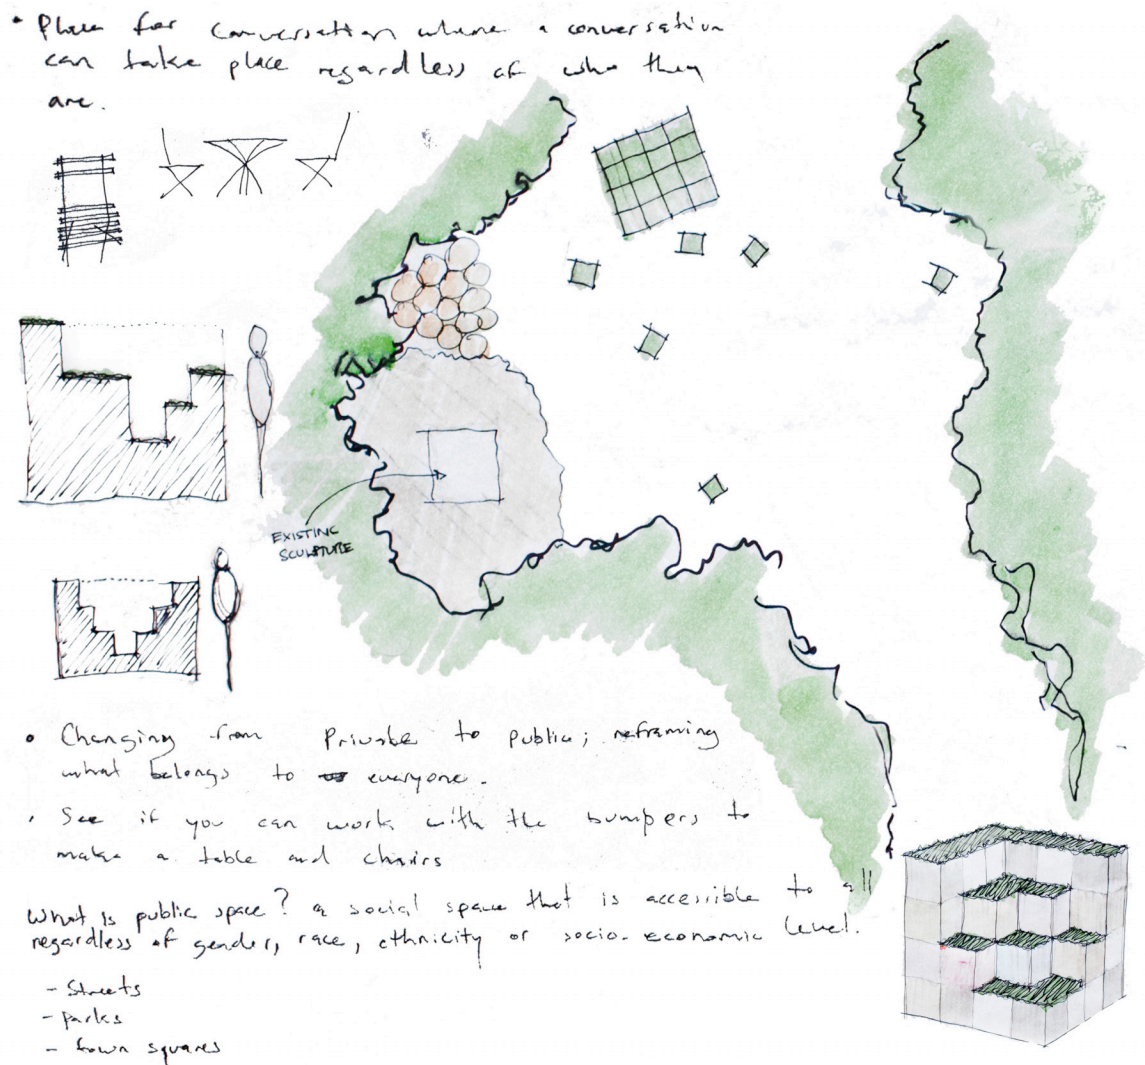 • Place for conversation where a conversation
can take place regardless of who they
are.
EXISTING
SCULPTURE
• Changing from Private to public; reframing
what belongs to everyone.
• See if you can work with the bumpers to
make a table and chairs
What is public space? a social space that is accessible to all
regardless of gender, race, ethnicity or socio-economic level.
- Streets
- parks
- town squares